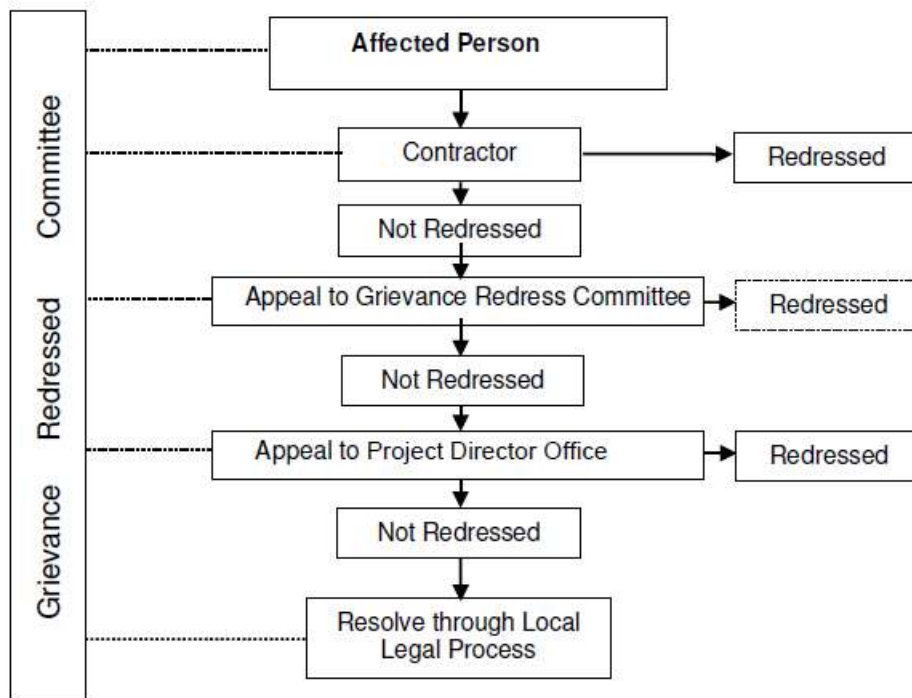 Grievance Redressed Committee
Affected Person
Contractor
Redressed
Not Redressed
Appeal to Grievance Redress Committee
Redressed
Not Redressed
Appeal to Project Director Office
Redressed
Not Redressed
Resolve through Local
Legal Process